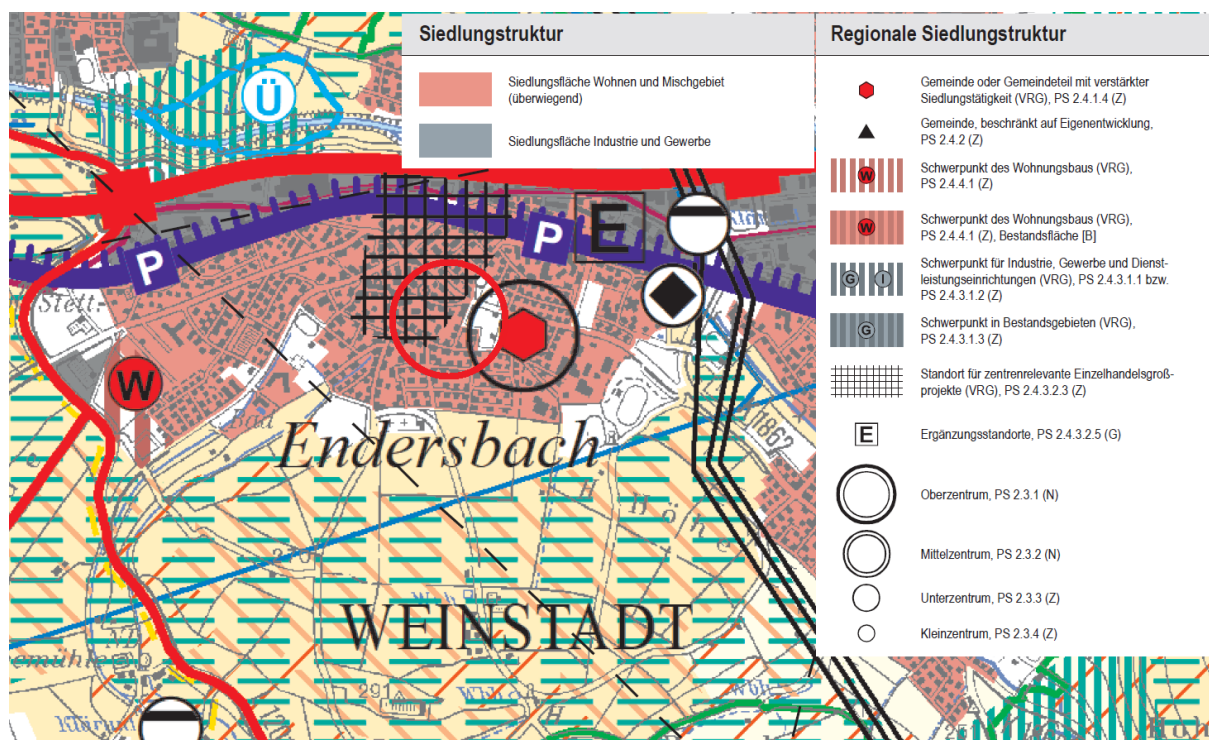 Siedlungstruktur
Siedlungsfläche Wohnen und Mischgebiet
(überwiegend)
Siedlungsfläche Industrie und Gewerbe
Regionale Siedlungstruktur
Gemeinde oder Gemeindeteil mit verstärkter
Siedlungstätigkeit (VRG), PS 2.4.1.4 (Z)
Gemeinde, beschränkt auf Eigenentwicklung,
PS 2.4.2 (Z)
W
Schwerpunkt des Wohnungsbaus (VRG),
PS 2.4.4.1 (Z)
W
Schwerpunkt des Wohnungsbaus (VRG),
PS 2.4.4.1 (Z), Bestandsfläche [B]
G I
Schwerpunkt für Industrie, Gewerbe und Dienst-
leistungseinrichtungen (VRG), PS 2.4.3.1.1 bzw.
PS 2.4.3.1.2 (Z)
G
Schwerpunkt in Bestandsgebieten (VRG),
PS 2.4.3.1.3 (Z)
Standort für zentrenrelevante Einzelhandelsgroß-
projekte (VRG), PS 2.4.3.2.3 (Z)
E
Ergänzungsstandorte, PS 2.4.3.2.5 (G)
Oberzentrum, PS 2.3.1 (N)
Mittelzentrum, PS 2.3.2 (N)
Unterzentrum, PS 2.3.3 (Z)
Kleinzentrum, PS 2.3.4 (Z)
Ü
P
P
E
Stett.
W
1862
Endersbach
WEINSTADT
291